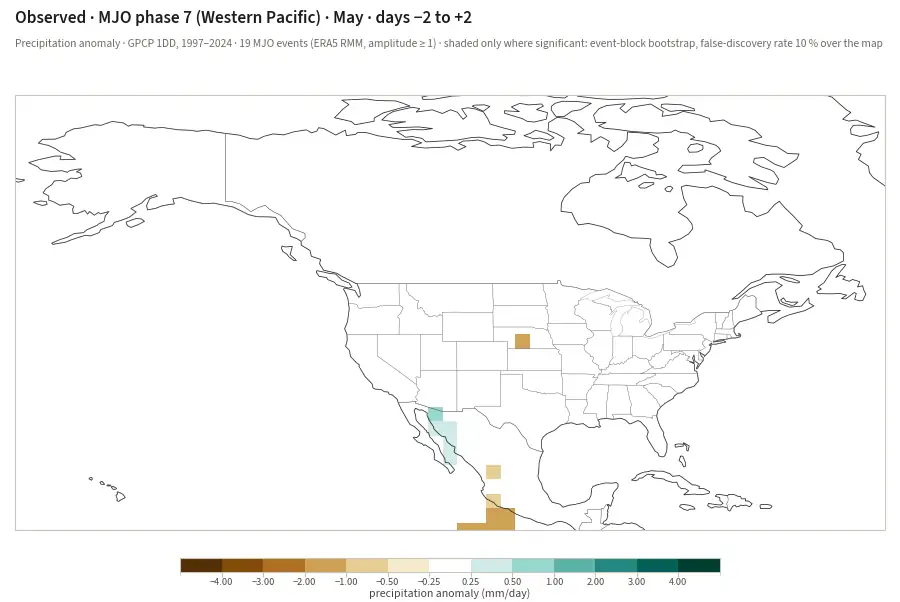 Observed · MJO phase 7 (Western Pacific) · May · days −2 to +2
Precipitation anomaly · GPCP 1DD, 1997–2024 · 19 MJO events (ERA5 RMM, amplitude ≥ 1) · shaded only where significant: event-block bootstrap, false-discovery rate 10 % over the map
−4.00 −3.00 −2.00 −1.00 −0.50 −0.25 0.25 0.50 1.00 2.00 3.00 4.00
precipitation anomaly (mm/day)